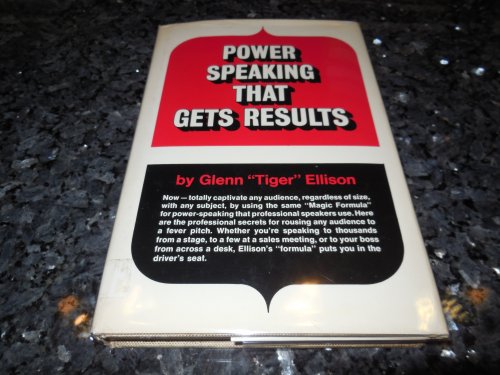 POWER
SPEAKING
THAT
GETS RESULTS
by Glenn "Tiger" Ellison
Now—totally captivate any audience, regardless of size,
with any subject, by using the same "Magic Formula"
for power-speaking that professional speakers use. Here
are the professional secrets for rousing any audience to
a fever pitch. Whether you're speaking to thousands
from a stage, to a few at a sales meeting, or to your boss
from across a desk, Ellison's "formula" puts you in the
driver's seat.